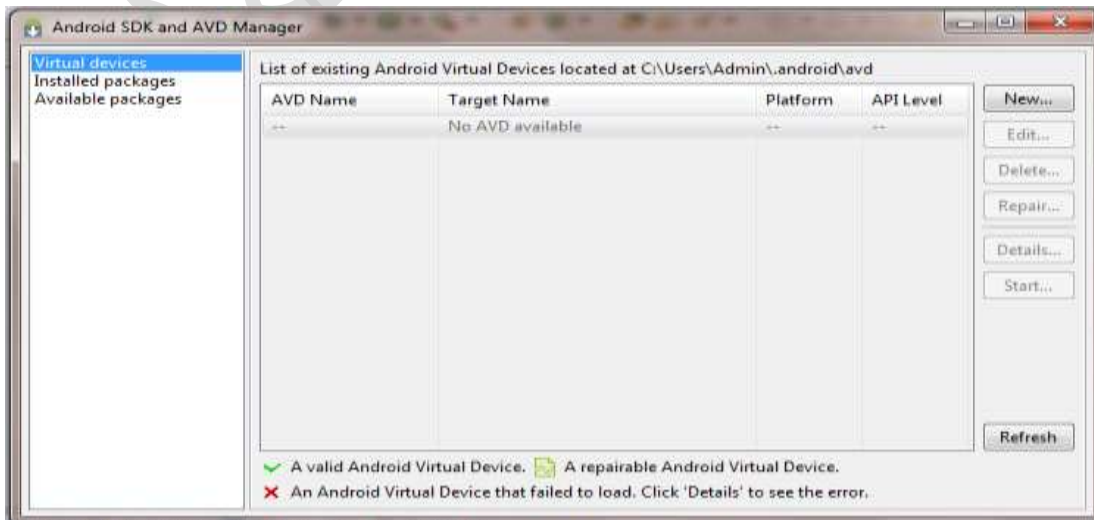 Android SDK and AVD Manager
Virtual devices
Installed packages
Available packages
List of existing Android Virtual Devices located at C:\Users\Admin\.android\avd
AVD Name Target Name Platform API Level
-- No AVD available -- --
New...
Edit...
Delete...
Repair...
Details...
Start...
Refresh
A valid Android Virtual Device. A repairable Android Virtual Device.
An Android Virtual Device that failed to load. Click 'Details' to see the error.